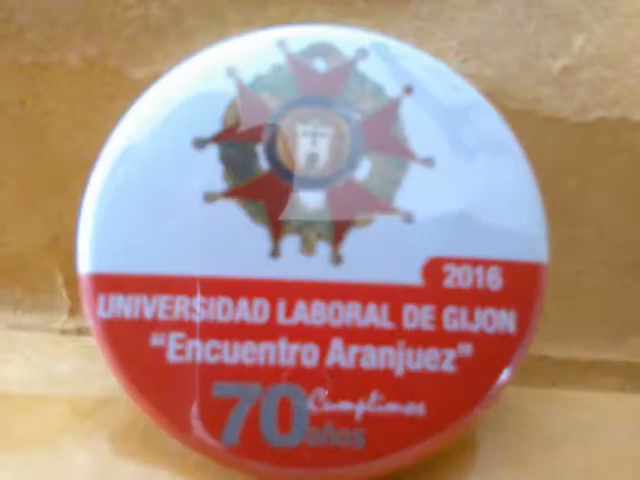 2016
UNIVERSIDAD LABORAL DE GIJON
"Encuentro Aranjuez"
70 Cumplimos
años